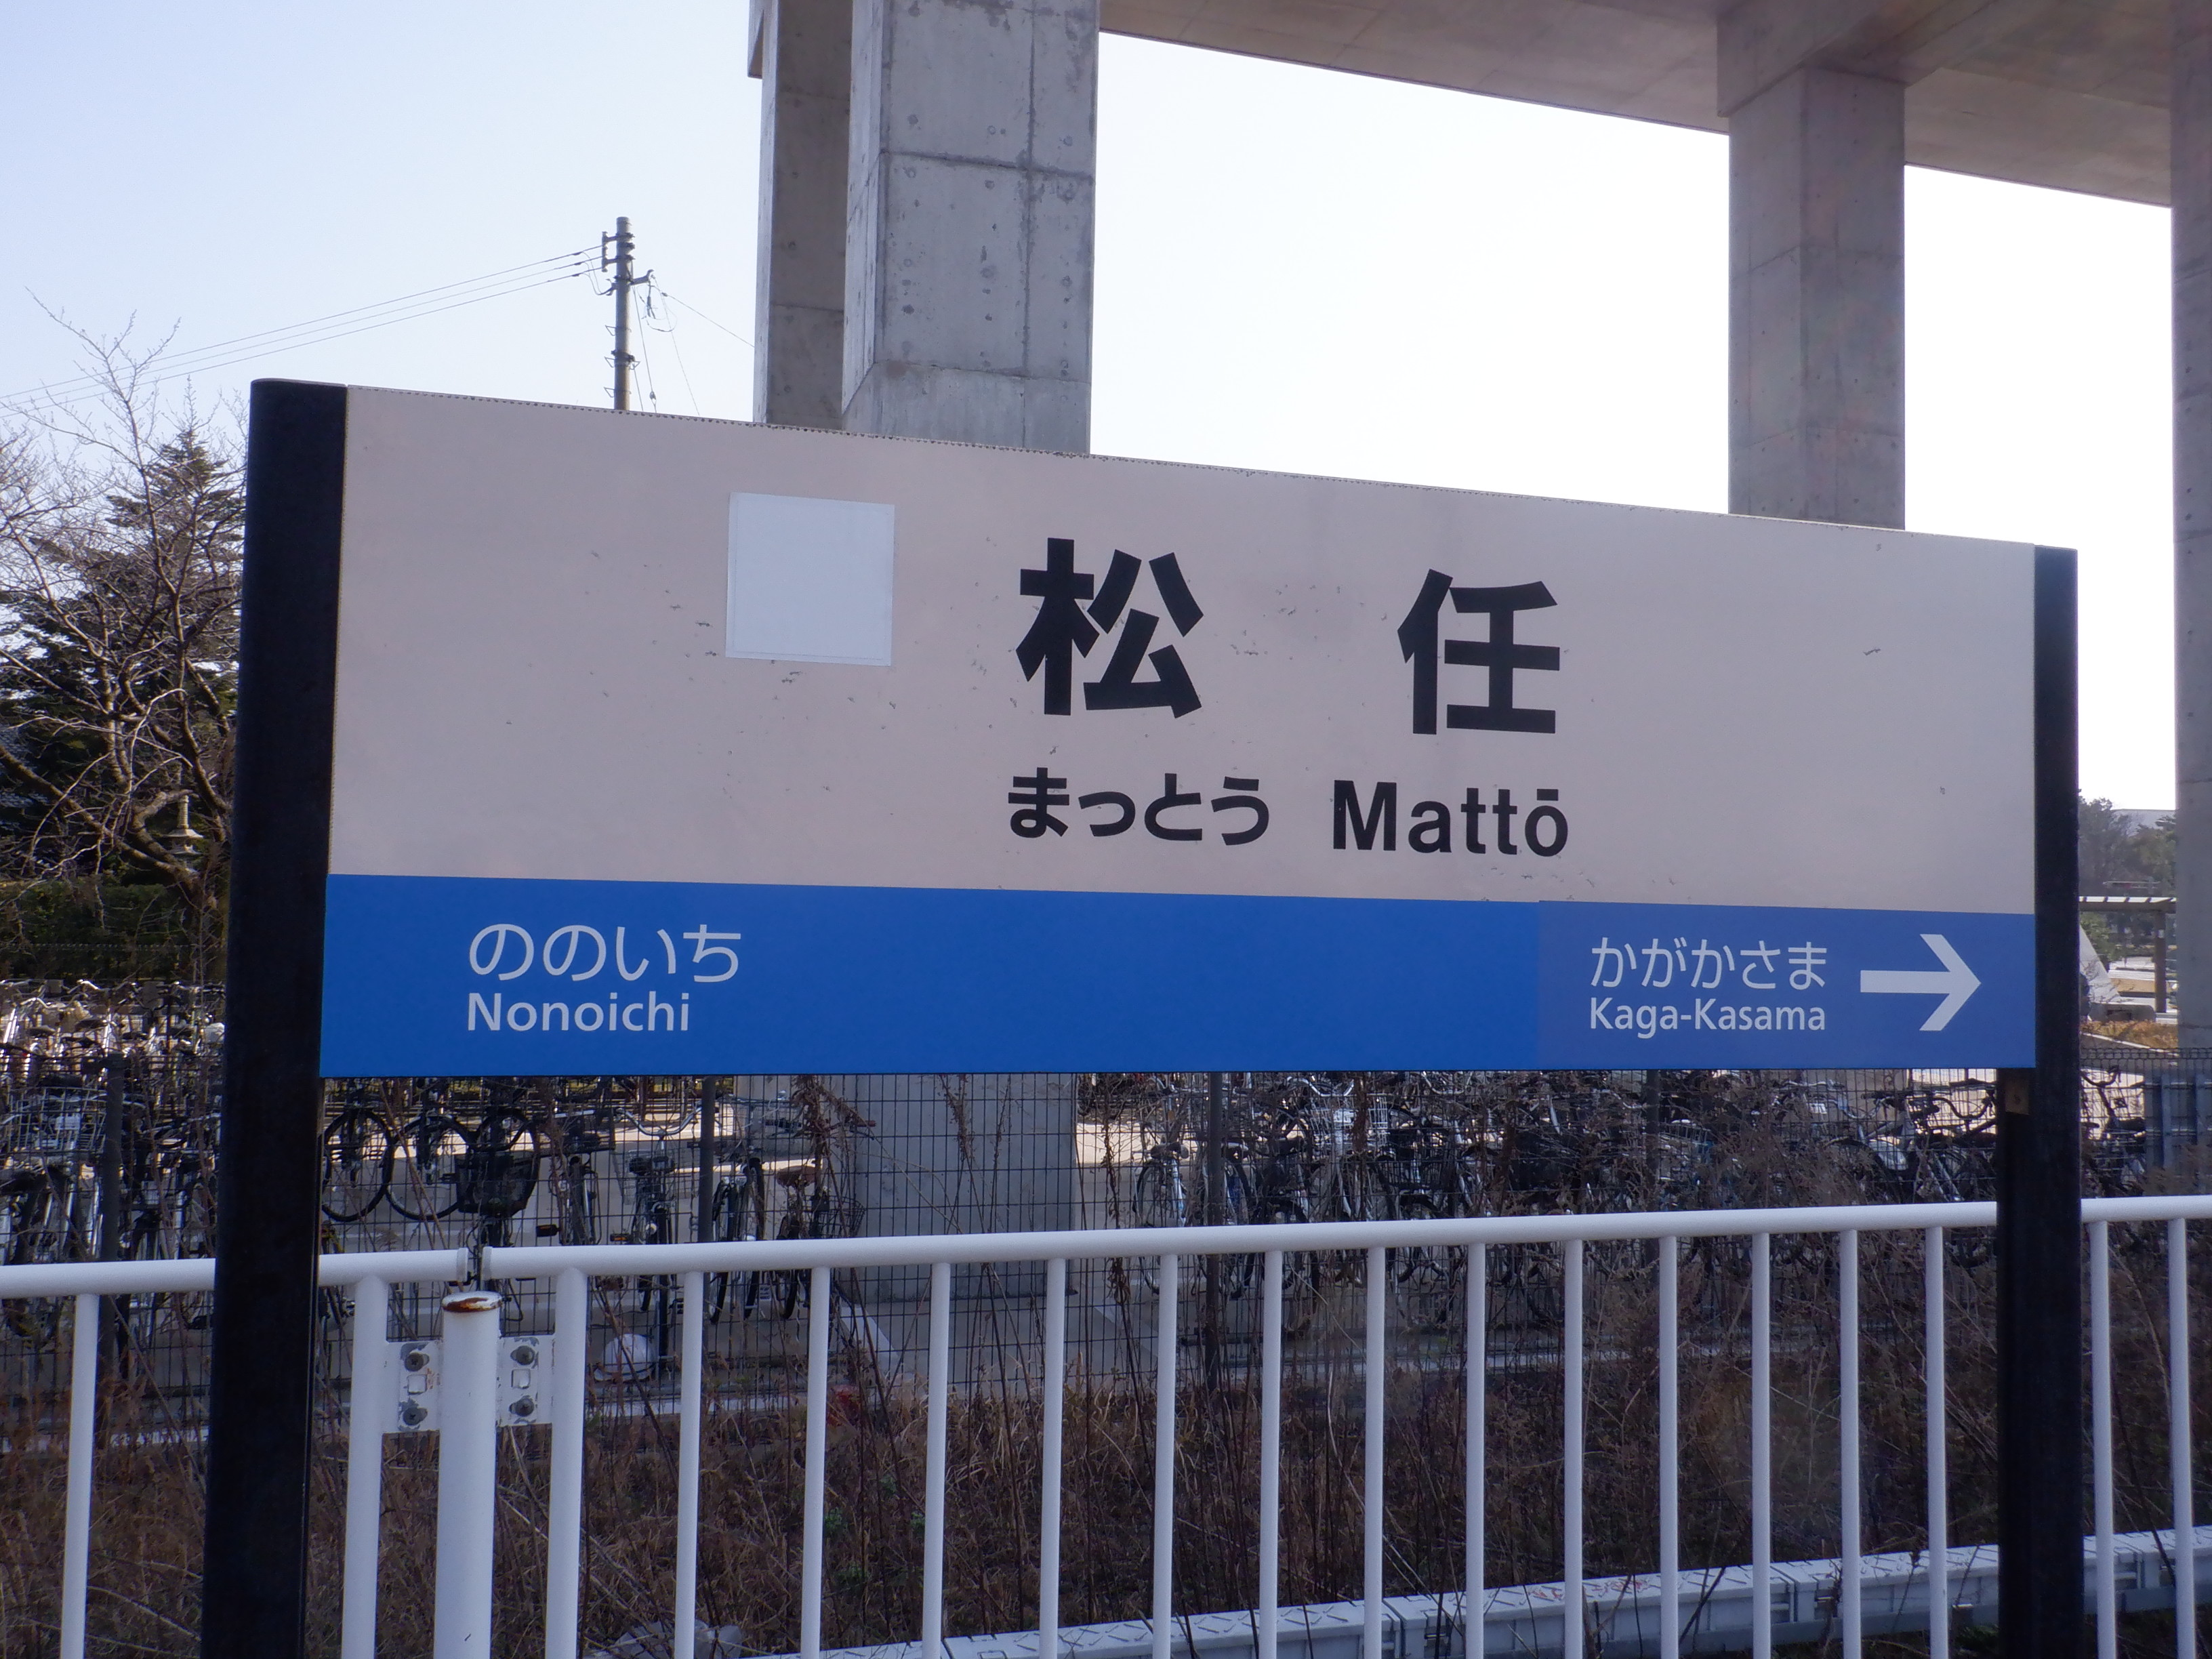 松任
まっとう Mattō
ののいち
Nonoichi
かがかさま →
Kaga-Kasama